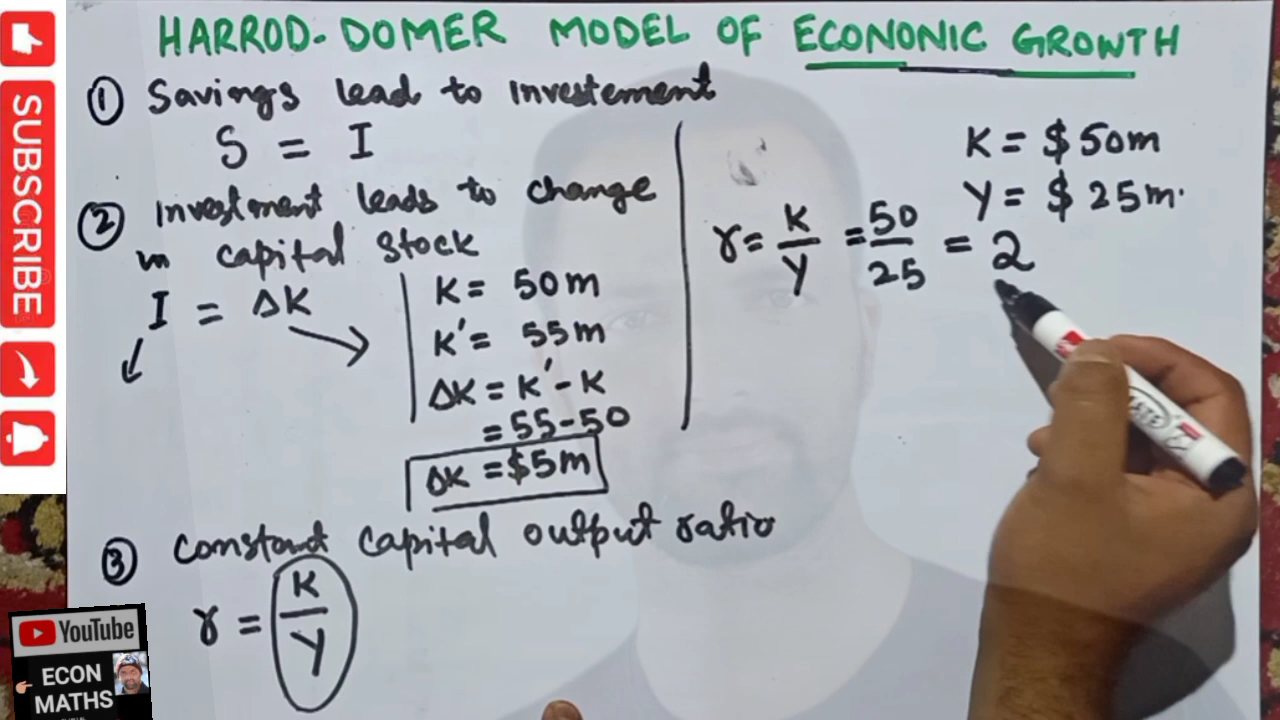 HARROD-DOMER MODEL OF ECONONIC GROWTH
① Savings lead to investement
S = I
② investment leads to change
in capital stock
I = ΔK
K = 50m
K' = 55m
ΔK = K' - K
= 55-50
ΔK = $5m
③ constant capital output ratio
γ = K/Y
K = $50m
Y = $25m.
γ = K/Y = 50/25 = 2
SUBSCRIBE
YouTube
ECON
MATHS